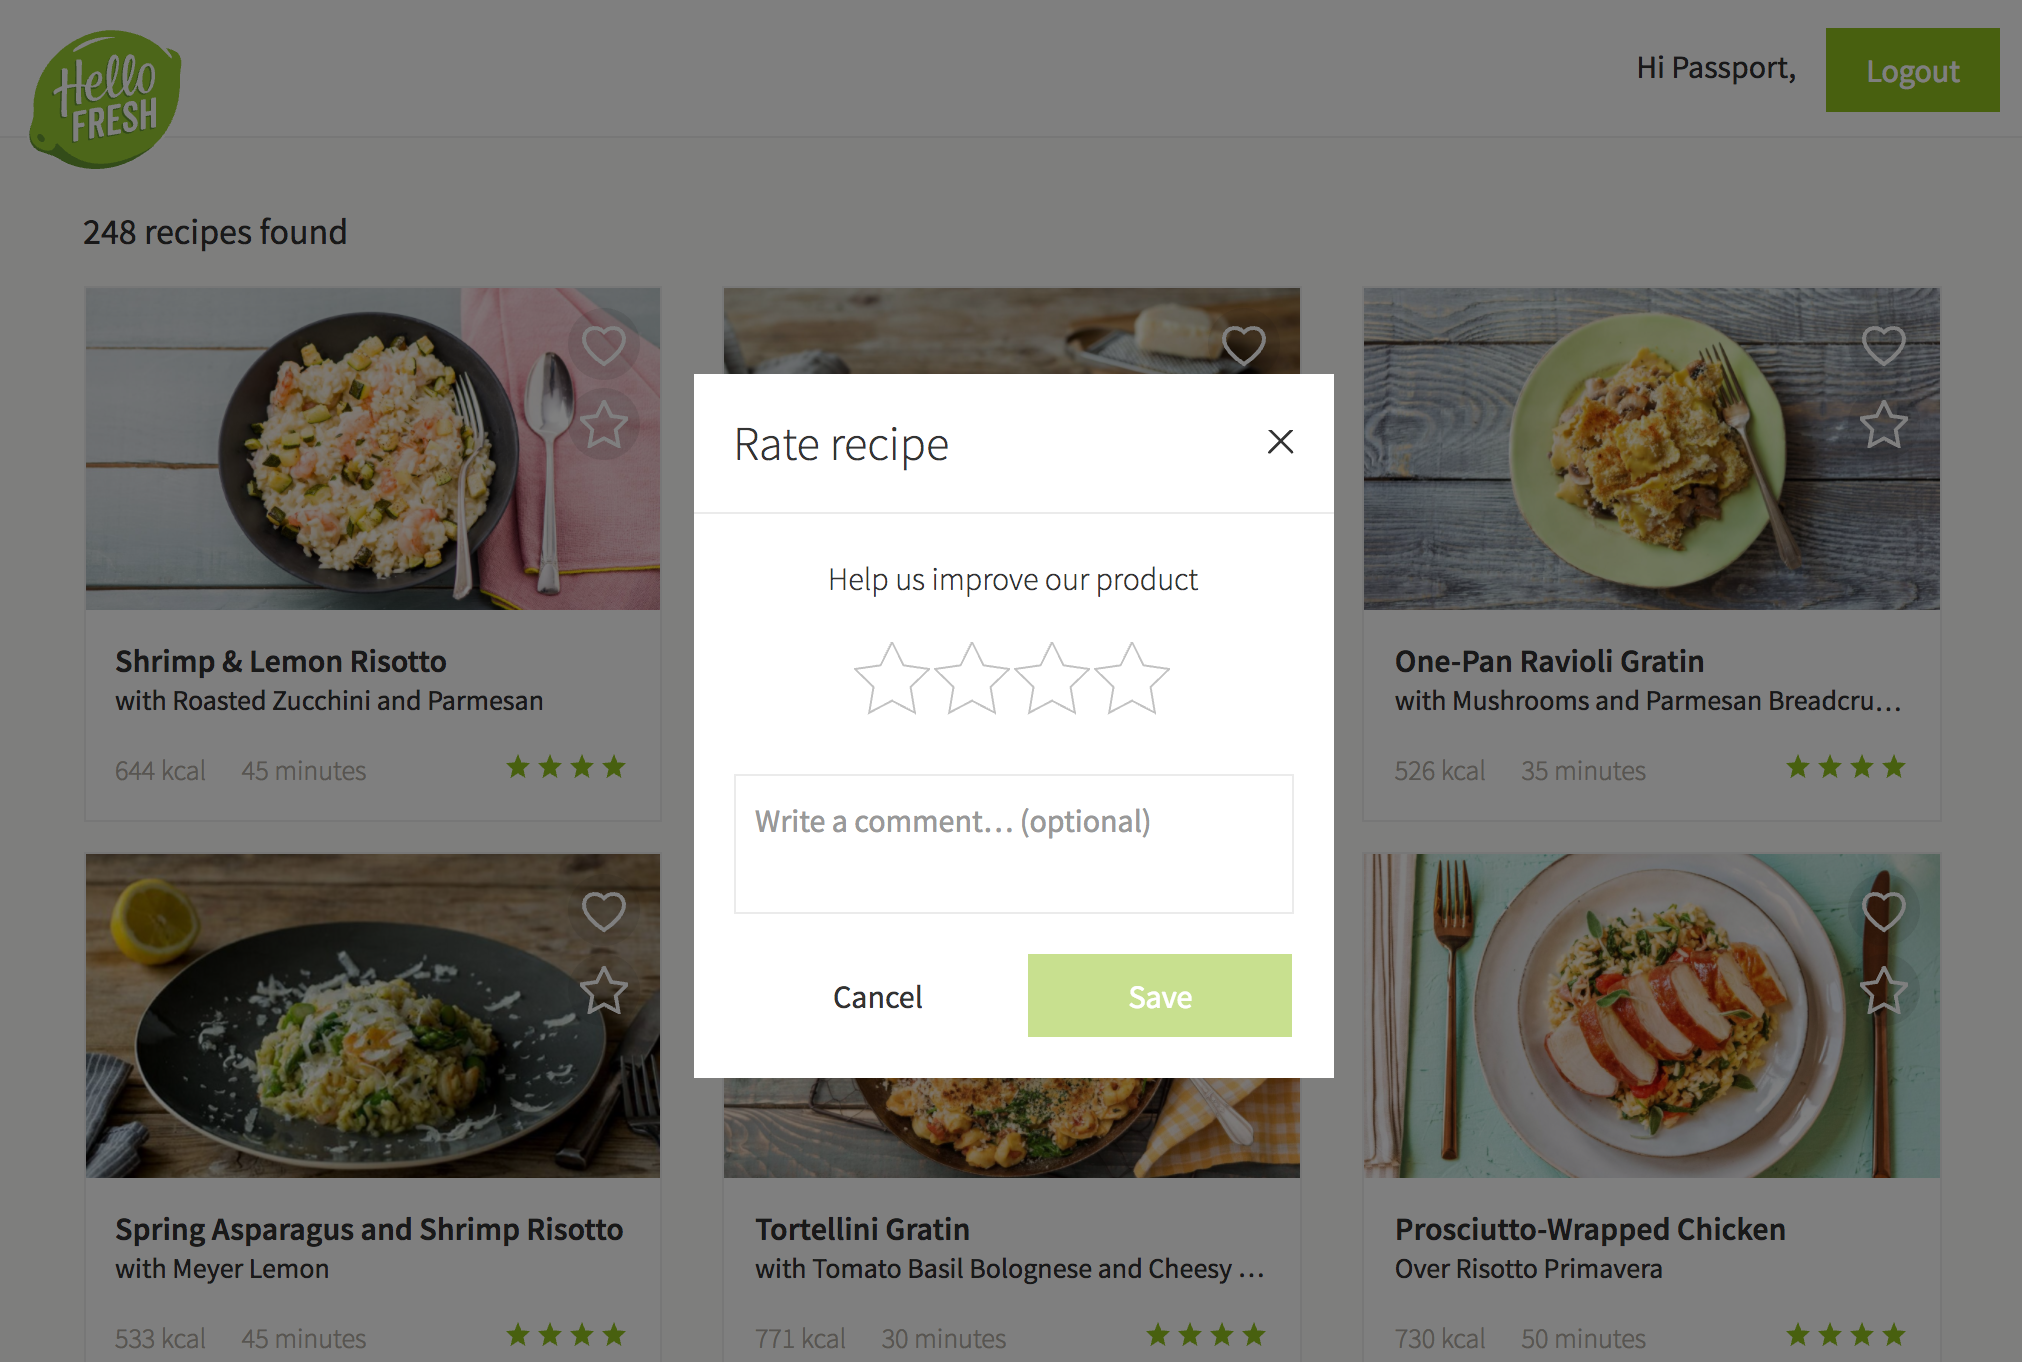 Hello
FRESH
Hi Passport,
Logout
248 recipes found
Rate recipe
Help us improve our product
Write a comment... (optional)
Cancel
Save
Shrimp & Lemon Risotto
with Roasted Zucchini and Parmesan
644 kcal 45 minutes
One-Pan Ravioli Gratin
with Mushrooms and Parmesan Breadcru...
526 kcal 35 minutes
Spring Asparagus and Shrimp Risotto
with Meyer Lemon
533 kcal 45 minutes
Tortellini Gratin
with Tomato Basil Bolognese and Cheesy ...
771 kcal 30 minutes
Prosciutto-Wrapped Chicken
Over Risotto Primavera
730 kcal 50 minutes